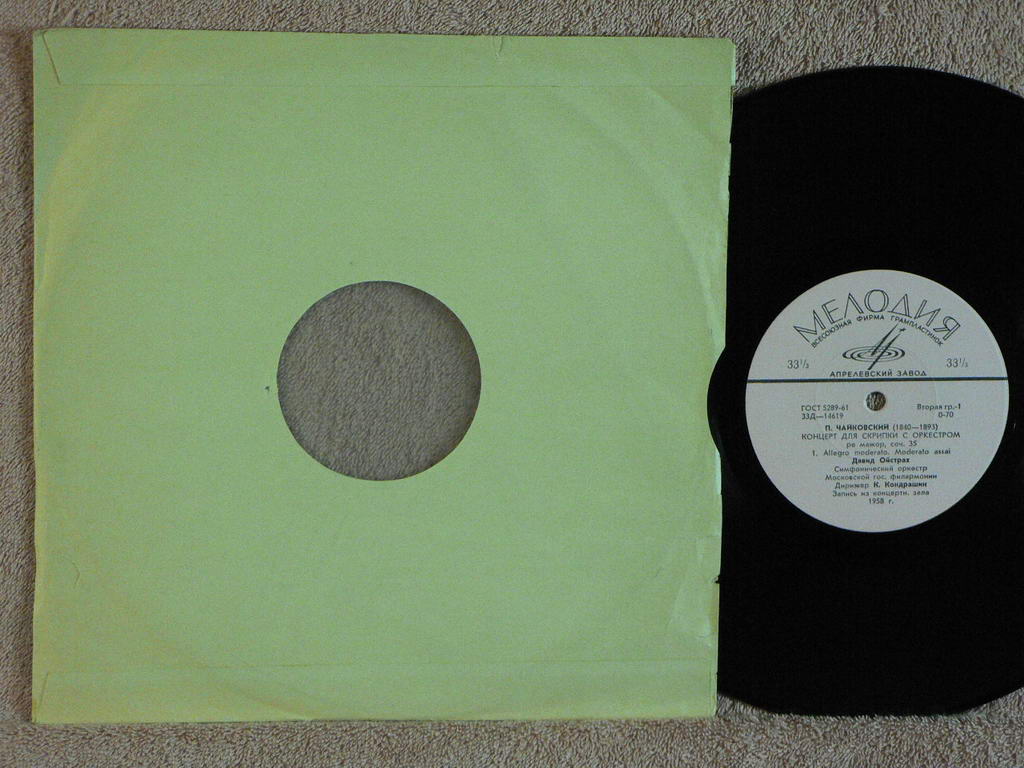 МЕЛОДИЯ
ВСЕСОЮЗНАЯ ФИРМА ГРАМПЛАСТИНОК
33⅓ 33⅓
АПРЕЛЕВСКИЙ ЗАВОД
ГОСТ 5289-61 Вторая гр.-1
33Д—14619 0-70
П. ЧАЙКОВСКИЙ (1840—1893)
КОНЦЕРТ ДЛЯ СКРИПКИ С ОРКЕСТРОМ
ре мажор, соч. 35
1. Allegro moderato. Moderato assai
Давид Ойстрах
Симфонический оркестр
Московской гос. филармонии
Дирижер К. Кондрашин
Запись из концертн. зала
1958 г.